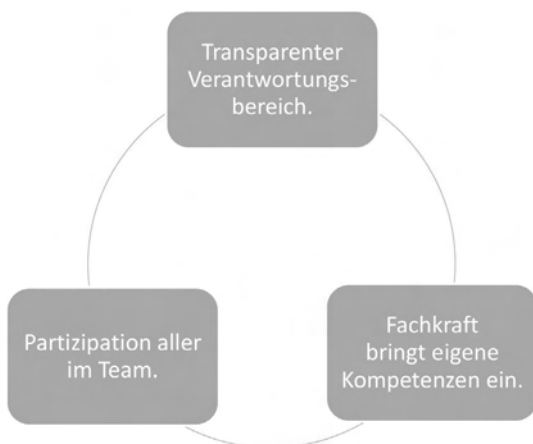 Transparenter
Verantwortungs-
bereich.
Fachkraft
bringt eigene
Kompetenzen ein.
Partizipation aller
im Team.